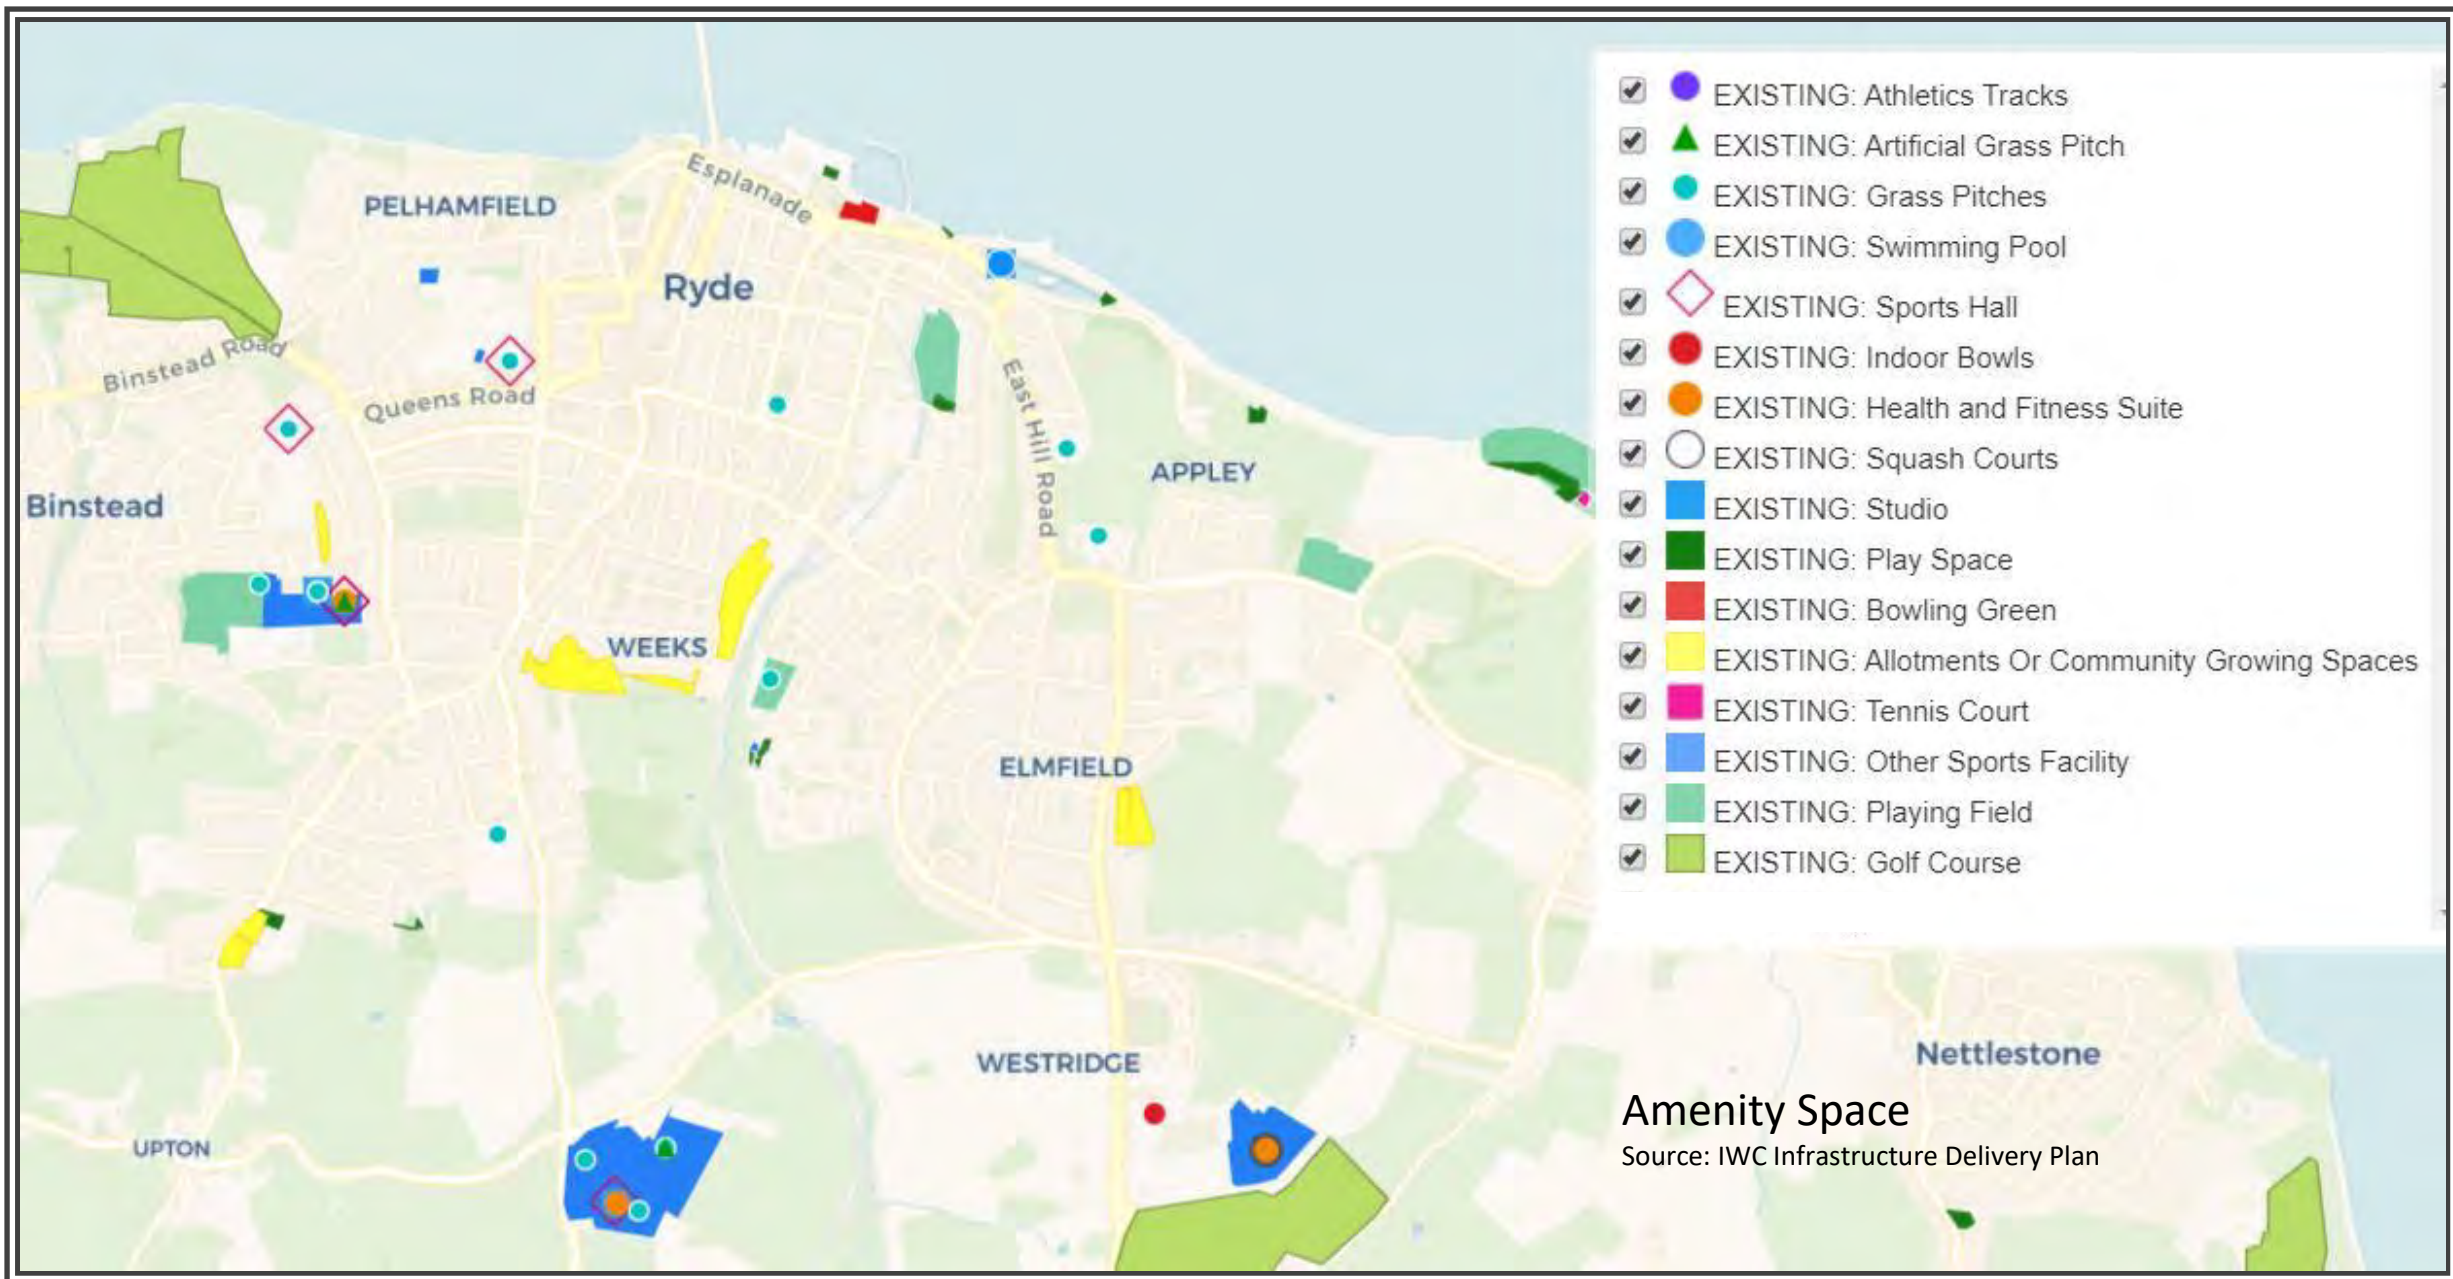 Esplanade
PELHAMFIELD
Ryde
Binstead Road
Queens Road
East Hill Road
APPLEY
Binstead
WEEKS
ELMFIELD
WESTRIDGE
UPTON
Nettlestone
EXISTING: Athletics Tracks
EXISTING: Artificial Grass Pitch
EXISTING: Grass Pitches
EXISTING: Swimming Pool
EXISTING: Sports Hall
EXISTING: Indoor Bowls
EXISTING: Health and Fitness Suite
EXISTING: Squash Courts
EXISTING: Studio
EXISTING: Play Space
EXISTING: Bowling Green
EXISTING: Allotments Or Community Growing Spaces
EXISTING: Tennis Court
EXISTING: Other Sports Facility
EXISTING: Playing Field
EXISTING: Golf Course
Amenity Space
Source: IWC Infrastructure Delivery Plan